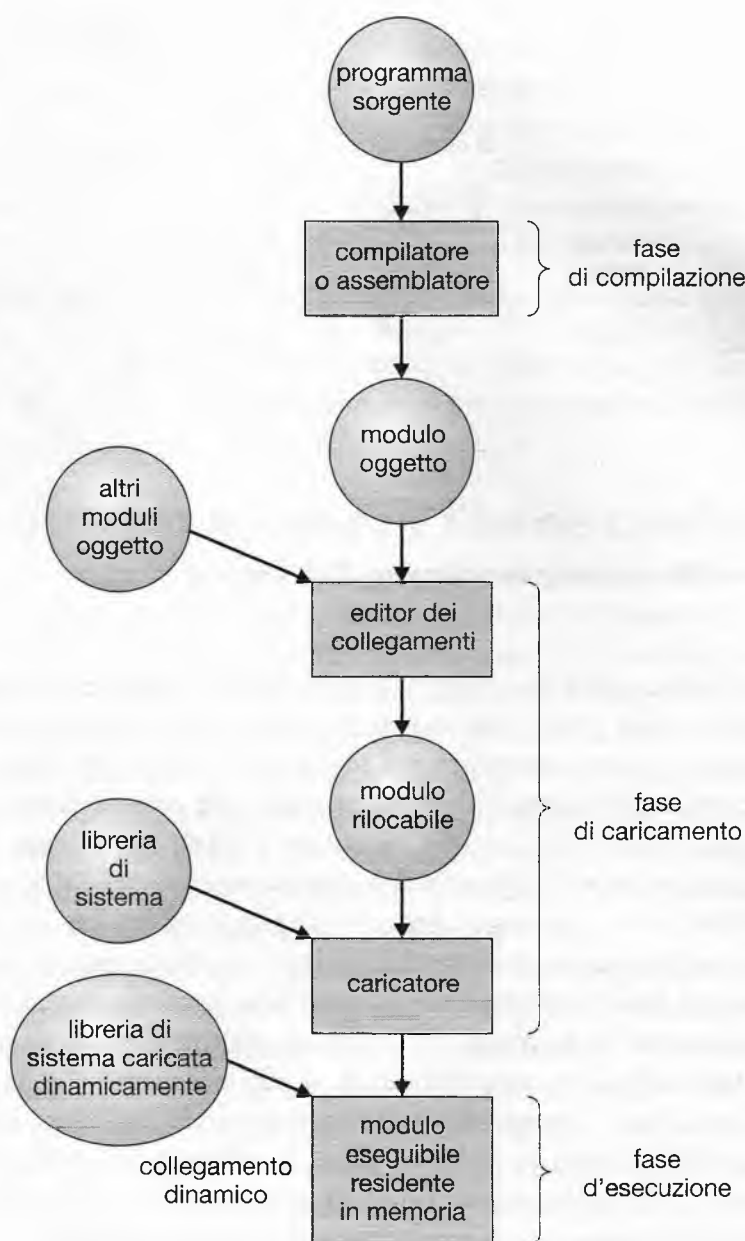 programma
sorgente
compilatore
o assemblatore
fase
di compilazione
modulo
oggetto
altri
moduli
oggetto
editor dei
collegamenti
modulo
rilocabile
fase
di caricamento
libreria
di
sistema
caricatore
libreria di
sistema caricata
dinamicamente
collegamento
dinamico
modulo
eseguibile
residente
in memoria
fase
d'esecuzione